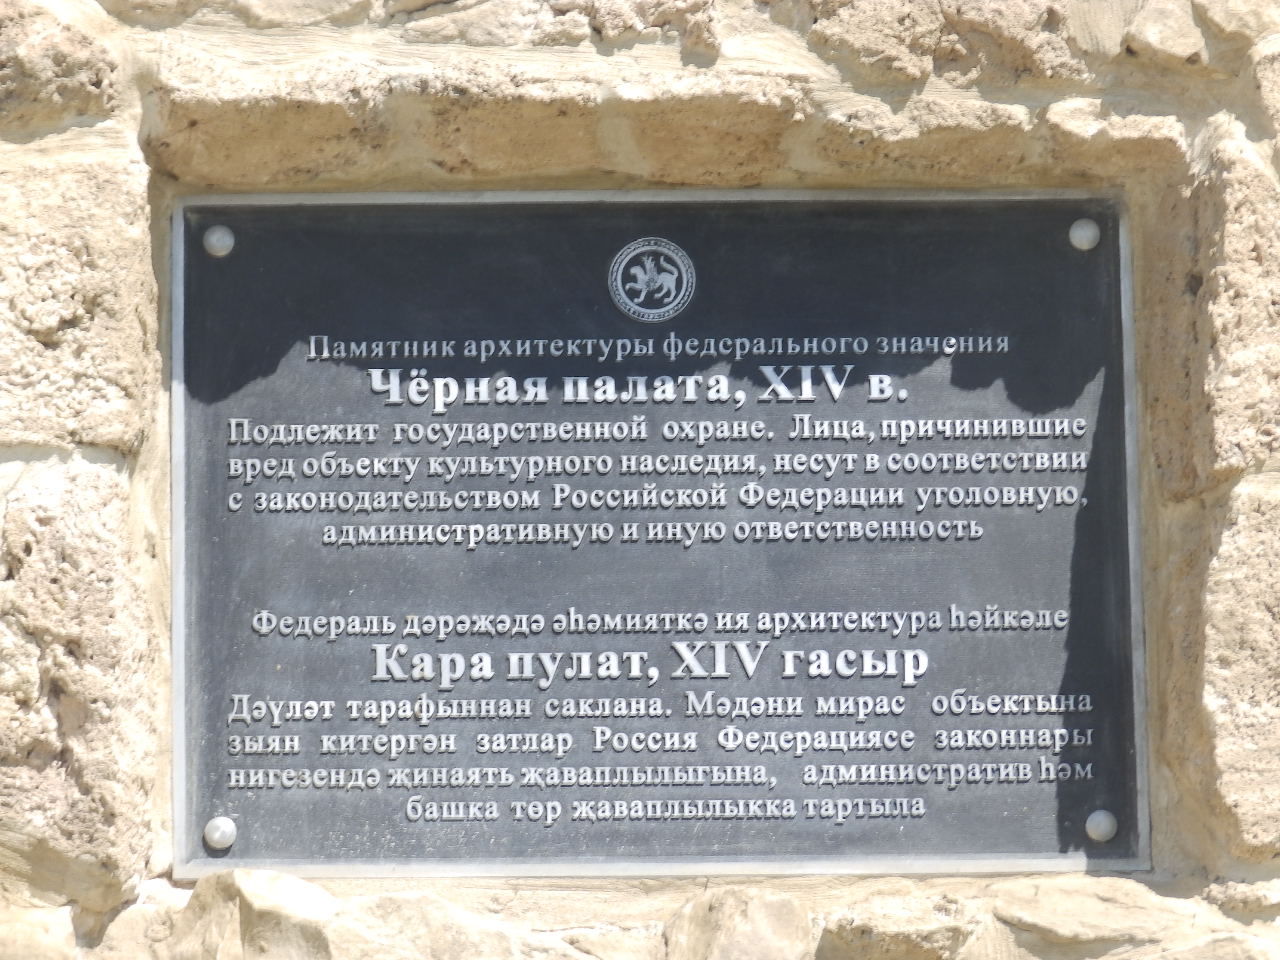 Памятник архитектуры федерального значения
Чёрная палата, XIV в.
Подлежит государственной охране. Лица, причинившие
вред объекту культурного наследия, несут в соответствии
с законодательством Российской Федерации уголовную,
административную и иную ответственность
Федераль дәрәҗәдә әһәмияткә ия архитектура һәйкәле
Кара пулат, XIV гасыр
Дәүләт тарафыннан саклана. Мәдәни мирас объектына
зыян китергән затлар Россия Федерациясе законнары
нигезендә җинаять җаваплылыгына, административ һәм
башка төр җаваплылыкка тартыла